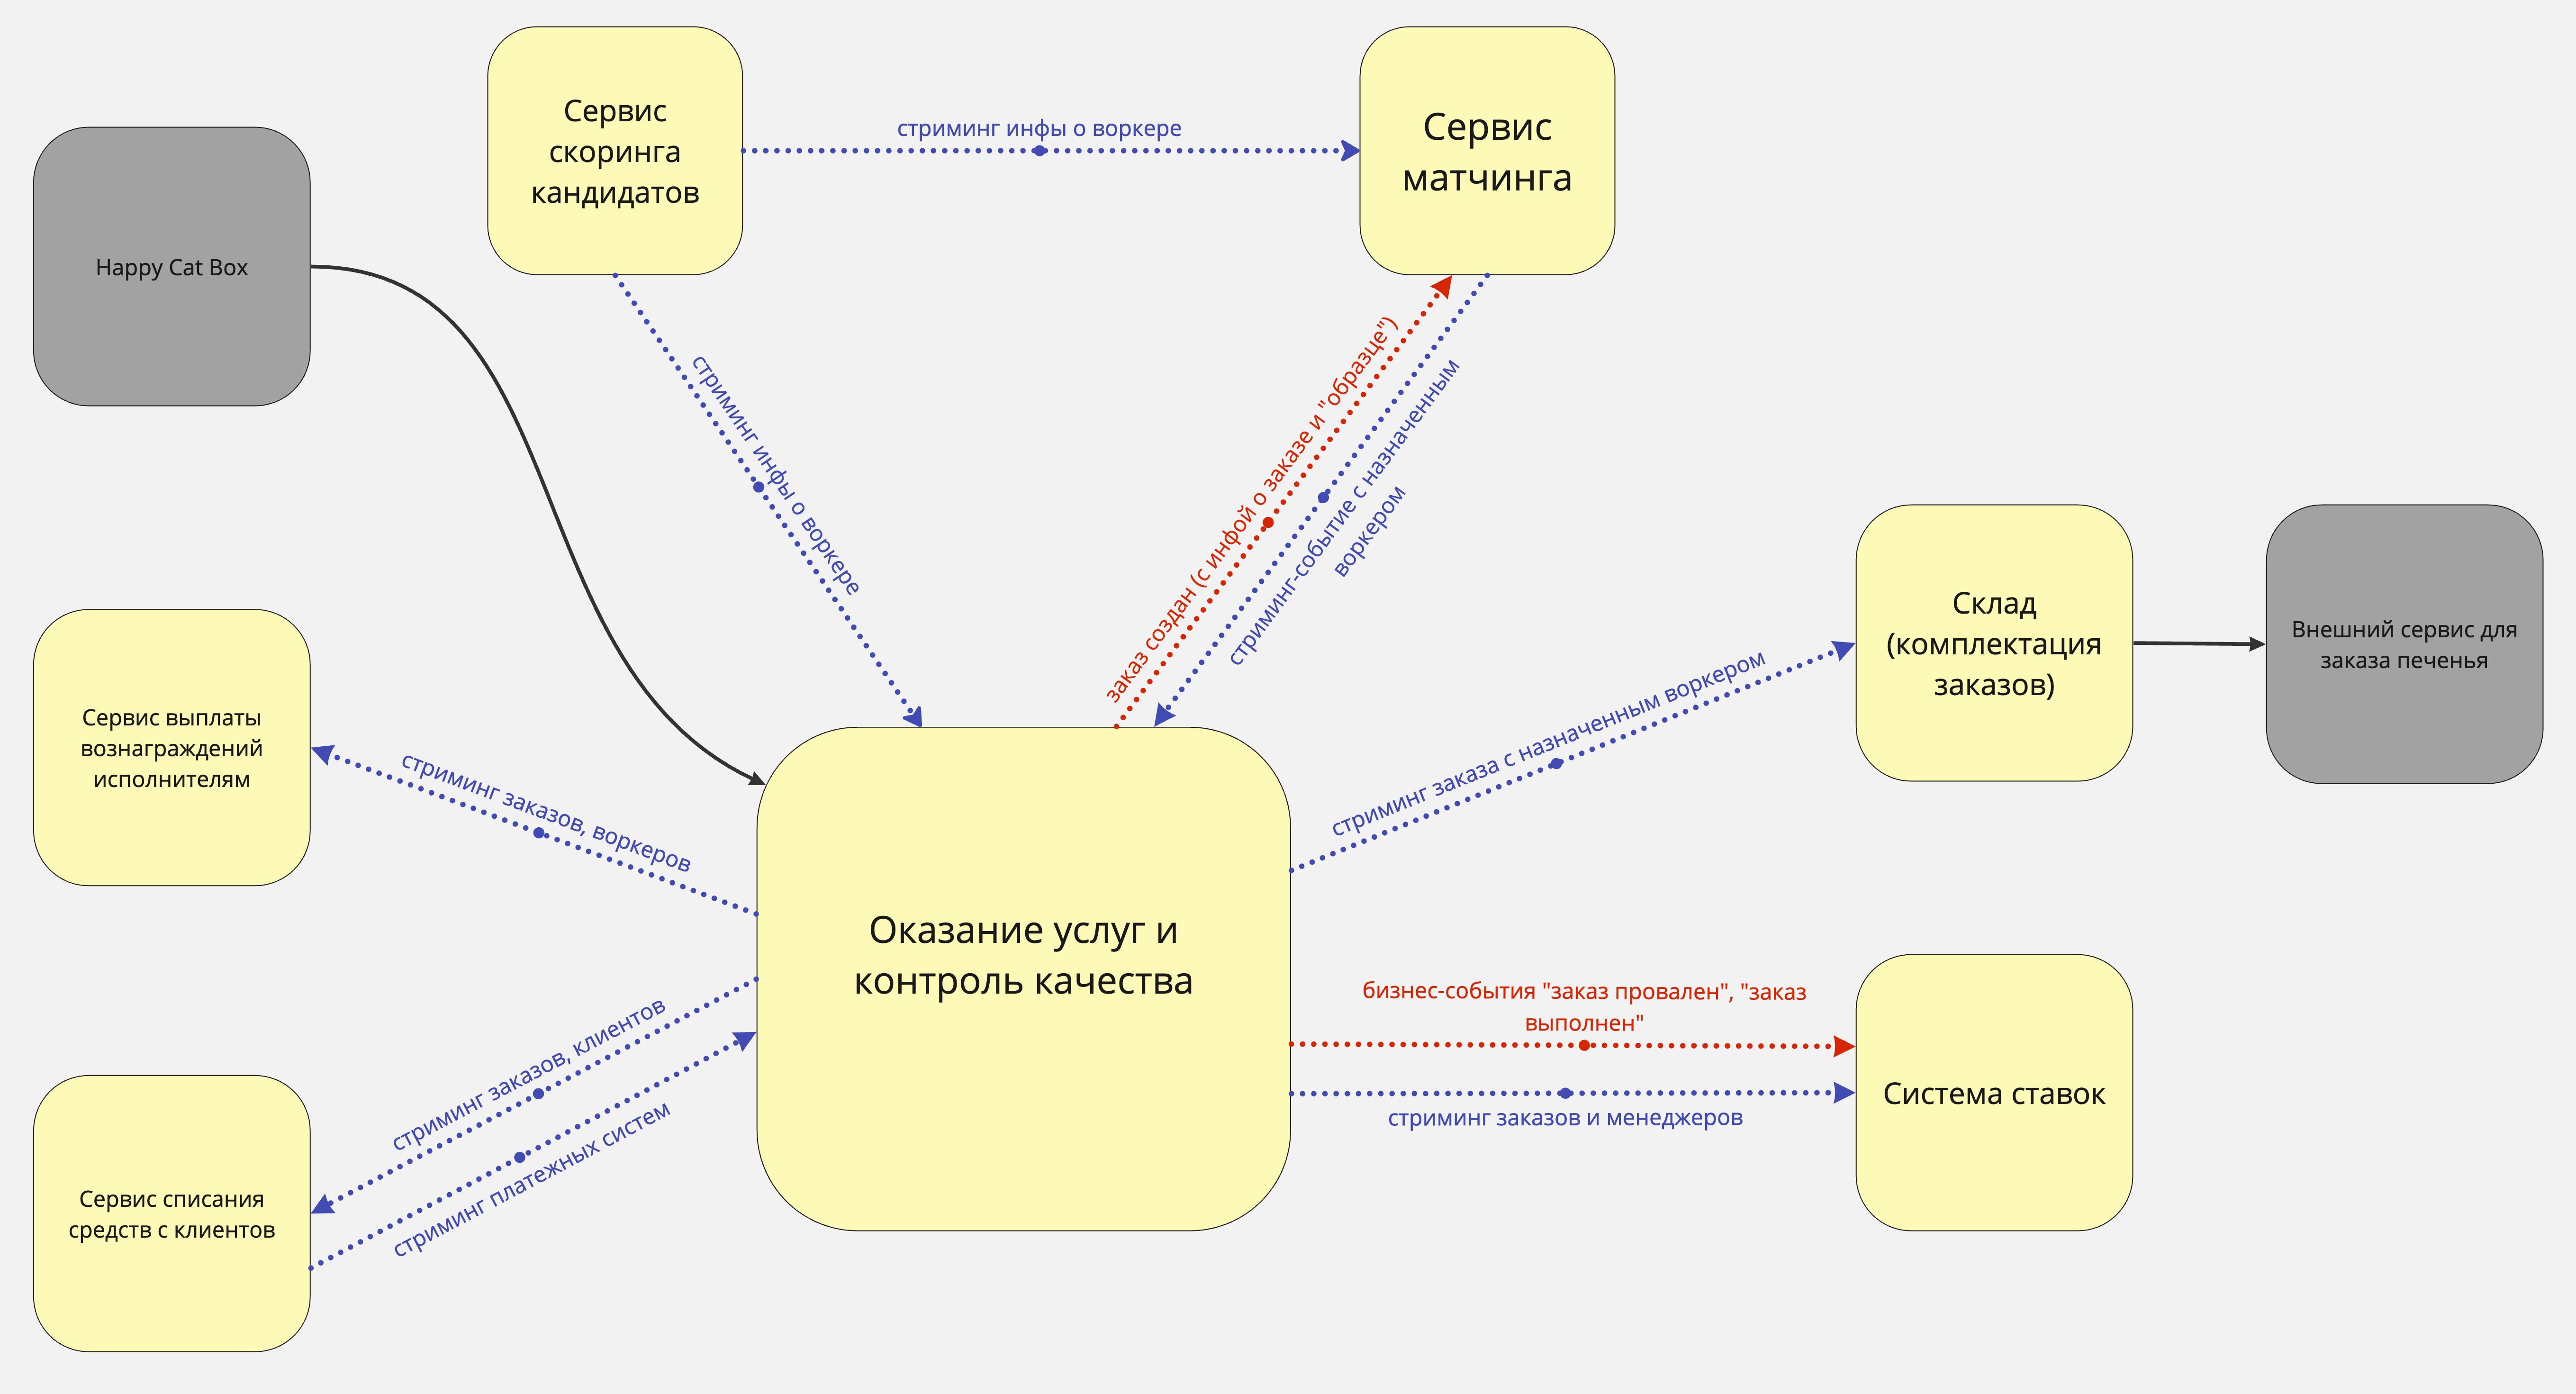 Сервис
скоринга
кандидатов
стриминг инфы о воркере
Сервис
матчинга
Happy Cat Box
стриминг инфы о воркере
заказ создан (с инфой о заказе и "образце")
стриминг-событие с назначенным
воркером
Склад
(комплектация
заказов)
Внешний сервис для
заказа печенья
стриминг заказа с назначенным воркером
Сервис выплаты
вознаграждений
исполнителям
стриминг заказов, воркеров
Оказание услуг и
контроль качества
бизнес-события "заказ провален", "заказ
выполнен"
стриминг заказов и менеджеров
Система ставок
стриминг заказов, клиентов
стриминг платежных систем
Сервис списания
средств с клиентов